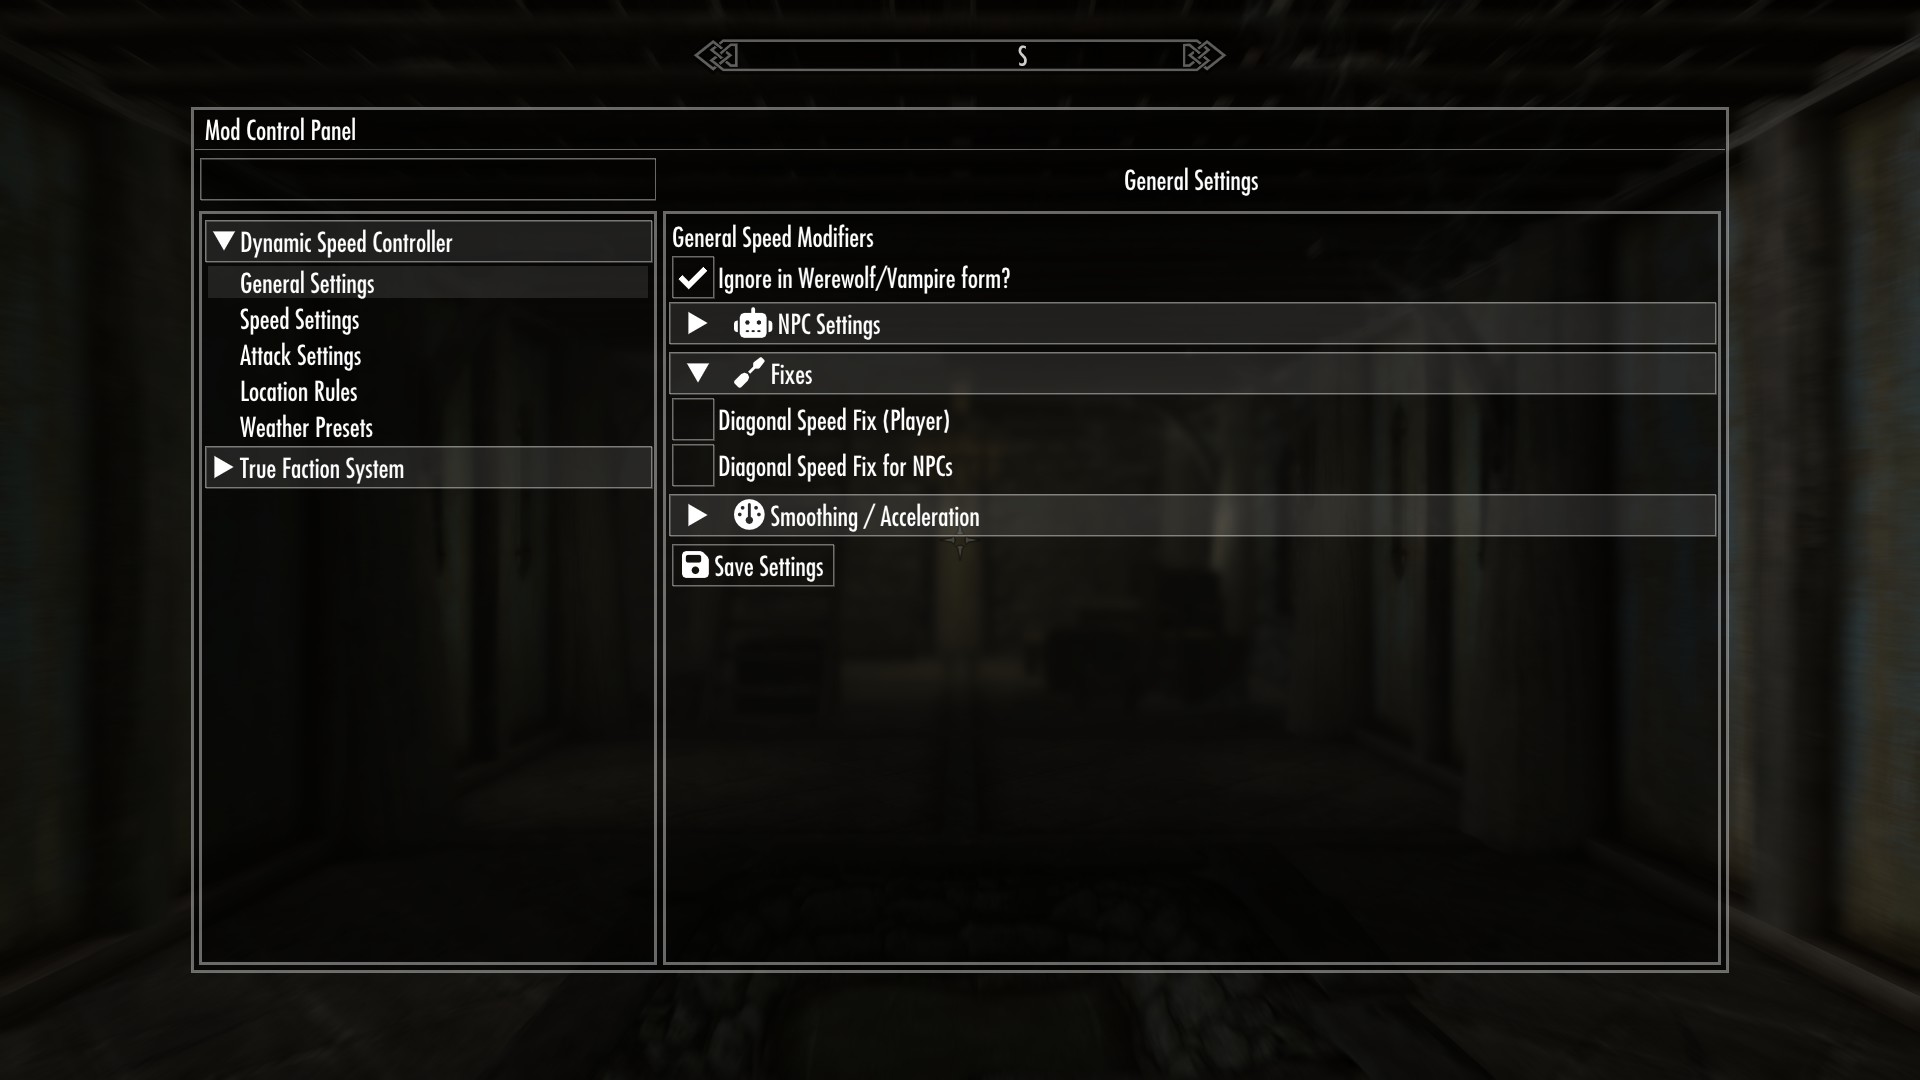 S
Mod Control Panel
General Settings
Dynamic Speed Controller
General Settings
Speed Settings
Attack Settings
Location Rules
Weather Presets
True Faction System
General Speed Modifiers
Ignore in Werewolf/Vampire form?
NPC Settings
Fixes
Diagonal Speed Fix (Player)
Diagonal Speed Fix for NPCs
Smoothing / Acceleration
Save Settings